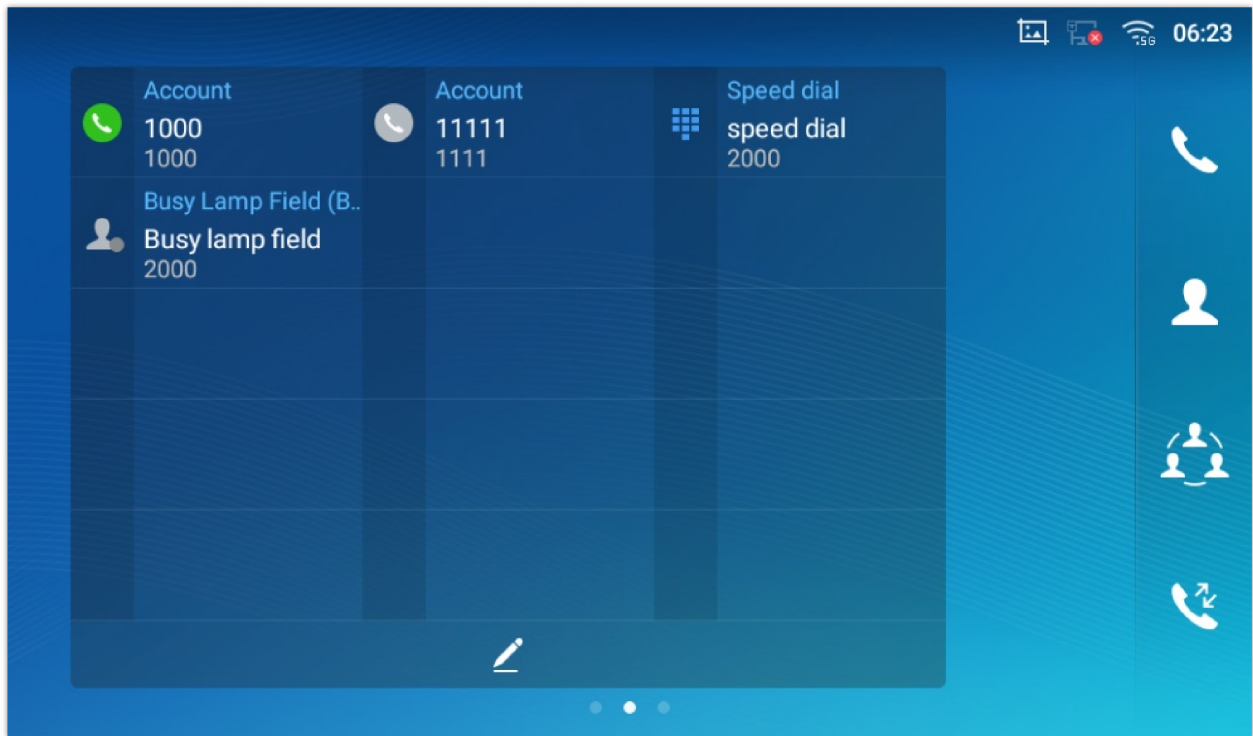 5G 06:23
Account
1000
1000
Account
11111
1111
Speed dial
speed dial
2000
Busy Lamp Field (B..
Busy lamp field
2000